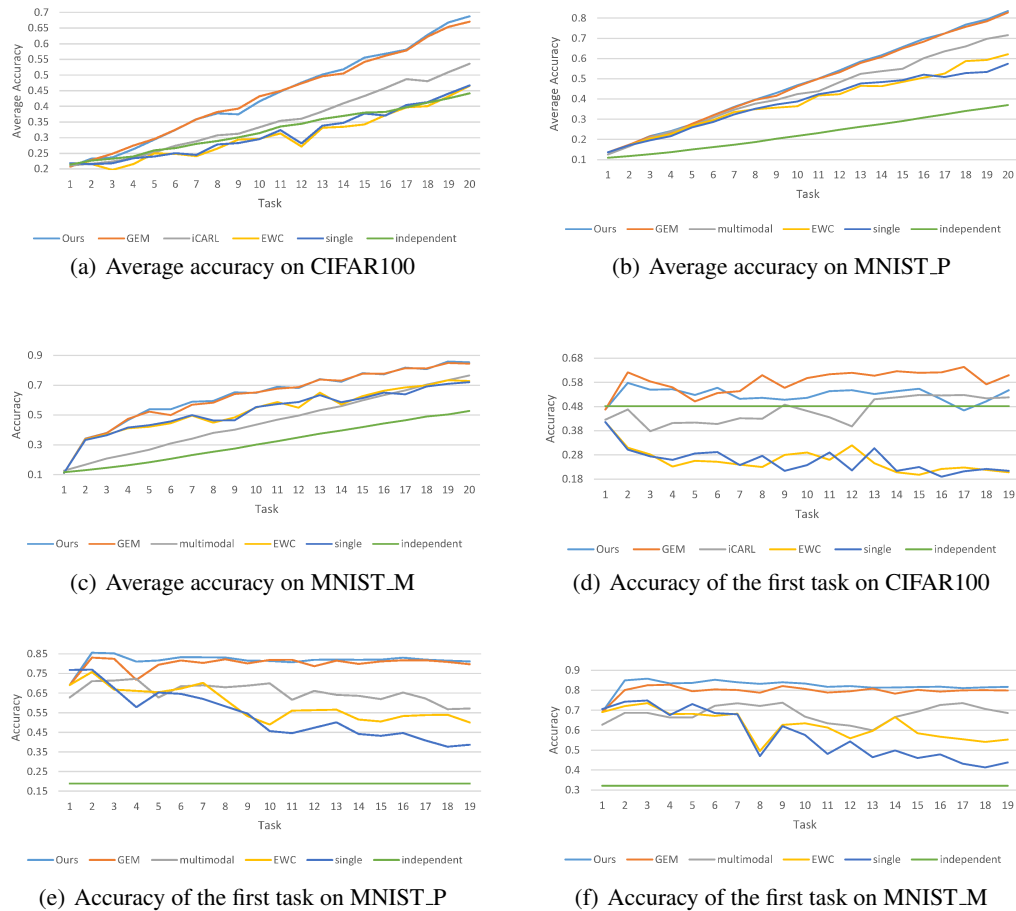 0.7
0.65
0.6
0.55
0.5
0.45
0.4
0.35
0.3
0.25
0.2
Average Accuracy
1 2 3 4 5 6 7 8 9 10 11 12 13 14 15 16 17 18 19 20
Task
Ours GEM iCARL EWC single independent
(a) Average accuracy on CIFAR100
0.8
0.7
0.6
0.5
0.4
0.3
0.2
0.1
Average Accuracy
1 2 3 4 5 6 7 8 9 10 11 12 13 14 15 16 17 18 19 20
Task
Ours GEM multimodal EWC single independent
(b) Average accuracy on MNIST_P
0.9
0.7
0.5
0.3
0.1
Accuracy
1 2 3 4 5 6 7 8 9 10 11 12 13 14 15 16 17 18 19 20
Task
Ours GEM multimodal EWC single independent
(c) Average accuracy on MNIST_M
0.68
0.58
0.48
0.38
0.28
0.18
Accuracy
1 2 3 4 5 6 7 8 9 10 11 12 13 14 15 16 17 18 19
Task
Ours GEM iCARL EWC single independent
(d) Accuracy of the first task on CIFAR100
0.85
0.75
0.65
0.55
0.45
0.35
0.25
0.15
Accuracy
1 2 3 4 5 6 7 8 9 10 11 12 13 14 15 16 17 18 19
Task
Ours GEM multimodal EWC single independent
(e) Accuracy of the first task on MNIST_P
0.9
0.8
0.7
0.6
0.5
0.4
0.3
Accuracy
1 2 3 4 5 6 7 8 9 10 11 12 13 14 15 16 17 18 19
Task
Ours GEM multimodal EWC single independent
(f) Accuracy of the first task on MNIST_M